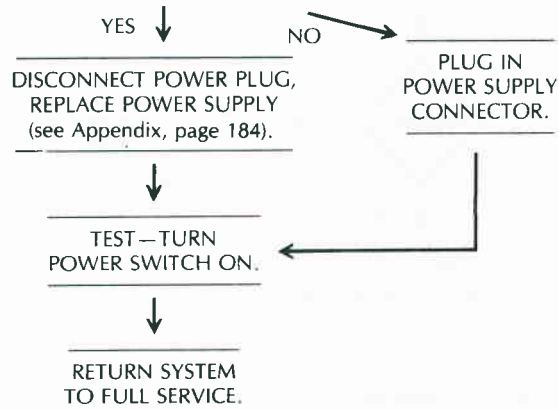 YES
NO
DISCONNECT POWER PLUG,
REPLACE POWER SUPPLY
(see Appendix, page 184).
PLUG IN
POWER SUPPLY
CONNECTOR.
TEST—TURN
POWER SWITCH ON.
RETURN SYSTEM
TO FULL SERVICE.